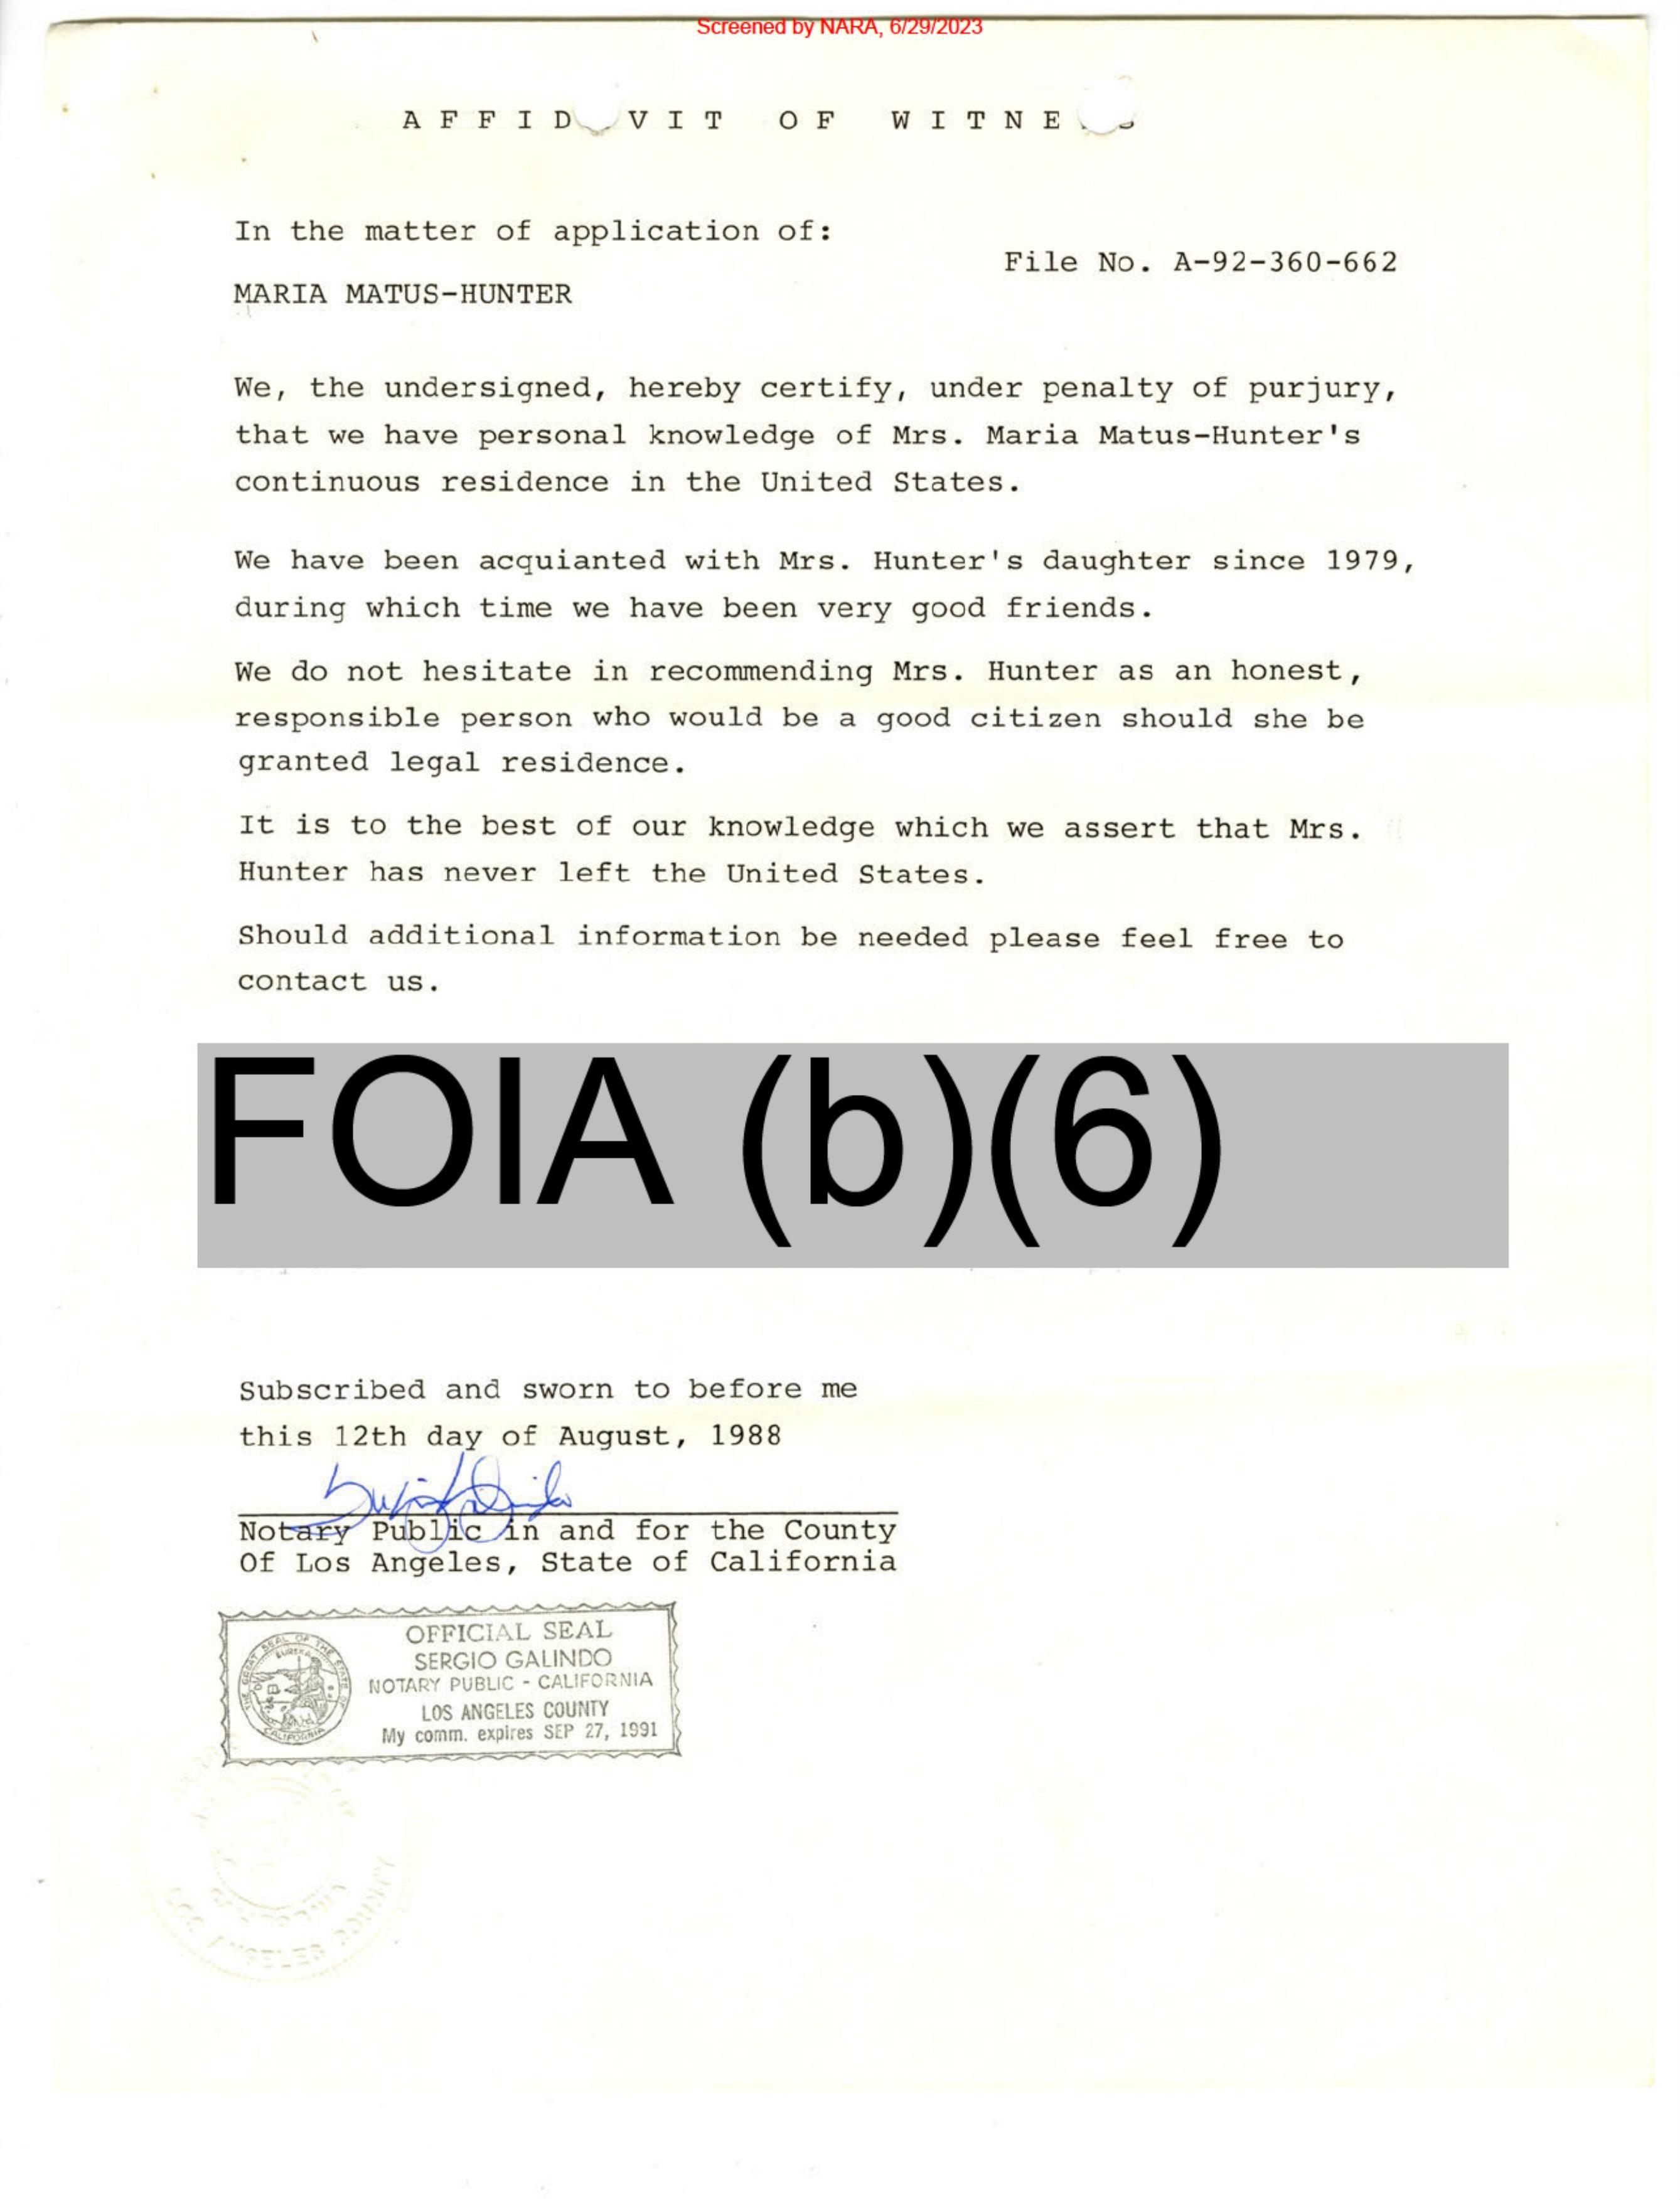 Screened by NARA, 6/29/2023
A F F I D V I T O F W I T N E S
In the matter of application of:
File No. A-92-360-662
MARIA MATUS-HUNTER
We, the undersigned, hereby certify, under penalty of purjury,
that we have personal knowledge of Mrs. Maria Matus-Hunter's
continuous residence in the United States.
We have been acquianted with Mrs. Hunter's daughter since 1979,
during which time we have been very good friends.
We do not hesitate in recommending Mrs. Hunter as an honest,
responsible person who would be a good citizen should she be
granted legal residence.
It is to the best of our knowledge which we assert that Mrs.
Hunter has never left the United States.
Should additional information be needed please feel free to
contact us.
FOIA (b)(6)
Subscribed and sworn to before me
this 12th day of August, 1988
Notary Public in and for the County
Of Los Angeles, State of California
OFFICIAL SEAL
SERGIO GALINDO
NOTARY PUBLIC - CALIFORNIA
LOS ANGELES COUNTY
My comm. expires SEP 27, 1991
THE GREAT SEAL OF THE STATE OF
EUREKA
CALIFORNIA
LOS ANGELES COUNTY